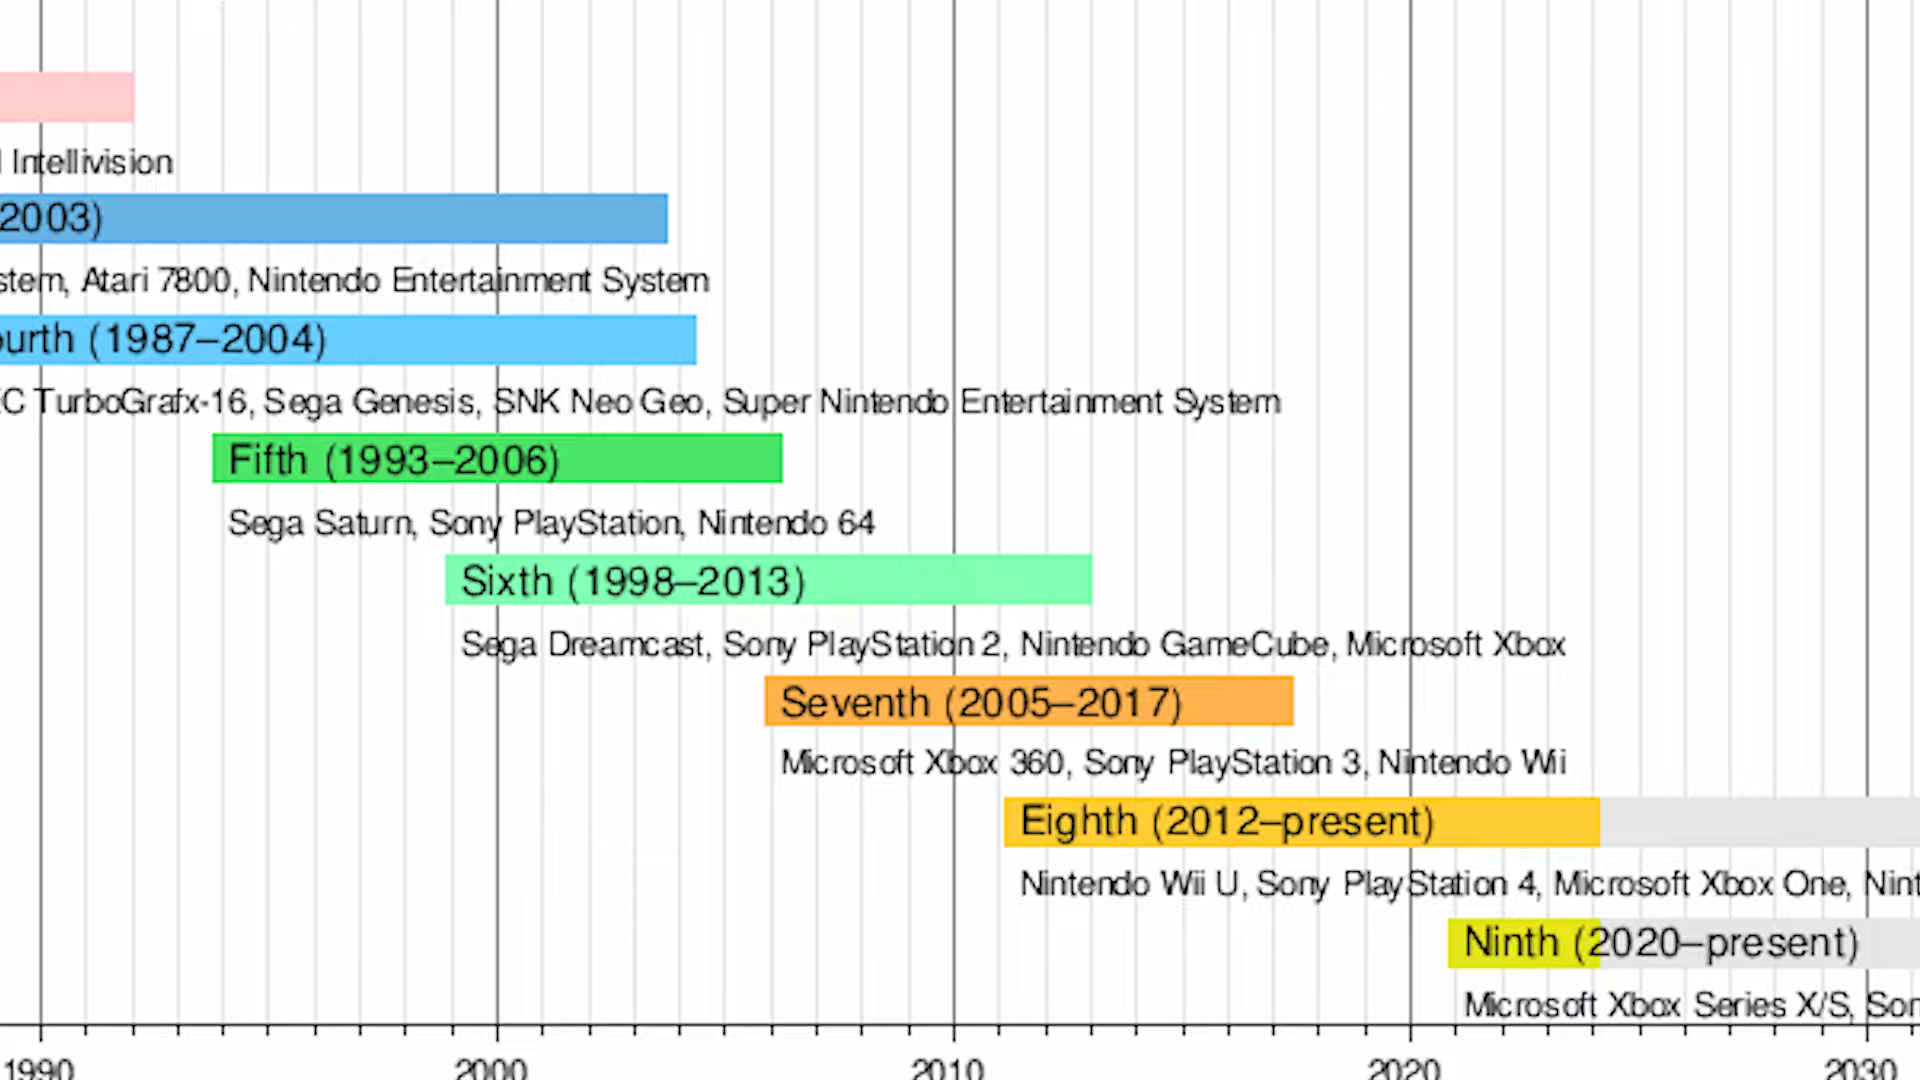 Intellivision
2003)
stem, Atari 7800, Nintendo Entertainment System
ourth (1987–2004)
EC TurboGrafx-16, Sega Genesis, SNK Neo Geo, Super Nintendo Entertainment System
Fifth (1993–2006)
Sega Saturn, Sony PlayStation, Nintendo 64
Sixth (1998–2013)
Sega Dreamcast, Sony PlayStation 2, Nintendo GameCube, Microsoft Xbox
Seventh (2005–2017)
Microsoft Xbox 360, Sony PlayStation 3, Nintendo Wii
Eighth (2012–present)
Nintendo Wii U, Sony PlayStation 4, Microsoft Xbox One, Nint
Ninth (2020–present)
Microsoft Xbox Series X/S, Son
1990 2000 2010 2020 2030